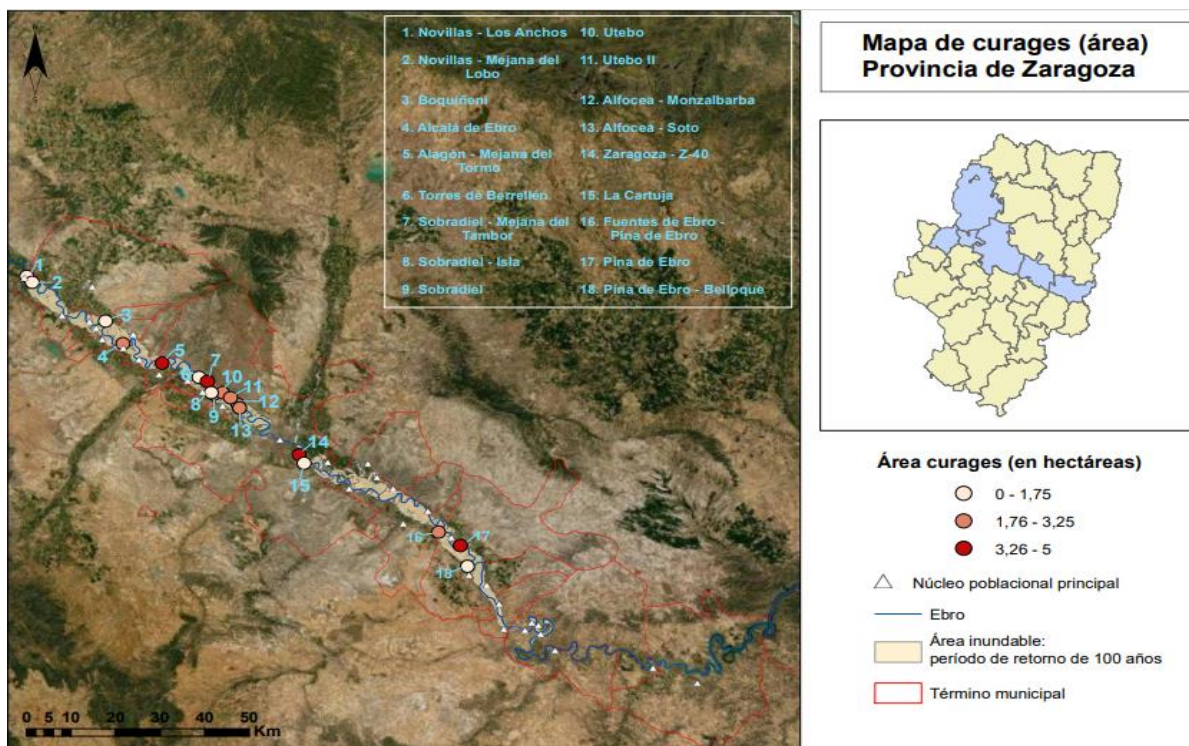 1. Novillas - Los Anchos
2. Novillas - Mejana del
Lobo
3. Boquiñeni
4. Alcalá de Ebro
5. Alagón - Mejana del
Tormo
6. Torres de Berrellén
7. Sobradiel - Mejana del
Tambor
8. Sobradiel - Isla
9. Sobradiel
10. Utebo
11. Utebo II
12. Alfocea - Monzalbarba
13. Alfocea - Soto
14. Zaragoza - Z-40
15. La Cartuja
16. Fuentes de Ebro -
Pina de Ebro
17. Pina de Ebro
18. Pina de Ebro - Belloque
1
2
3
4
5
6
7
8
9
10
11
12
13
14
15
16
17
18
0 5 10 20 30 40 50
Km
Mapa de curages (área)
Provincia de Zaragoza
Área curages (en hectáreas)
0 - 1,75
1,76 - 3,25
3,26 - 5
Núcleo poblacional principal
Ebro
Área inundable:
período de retorno de 100 años
Término municipal